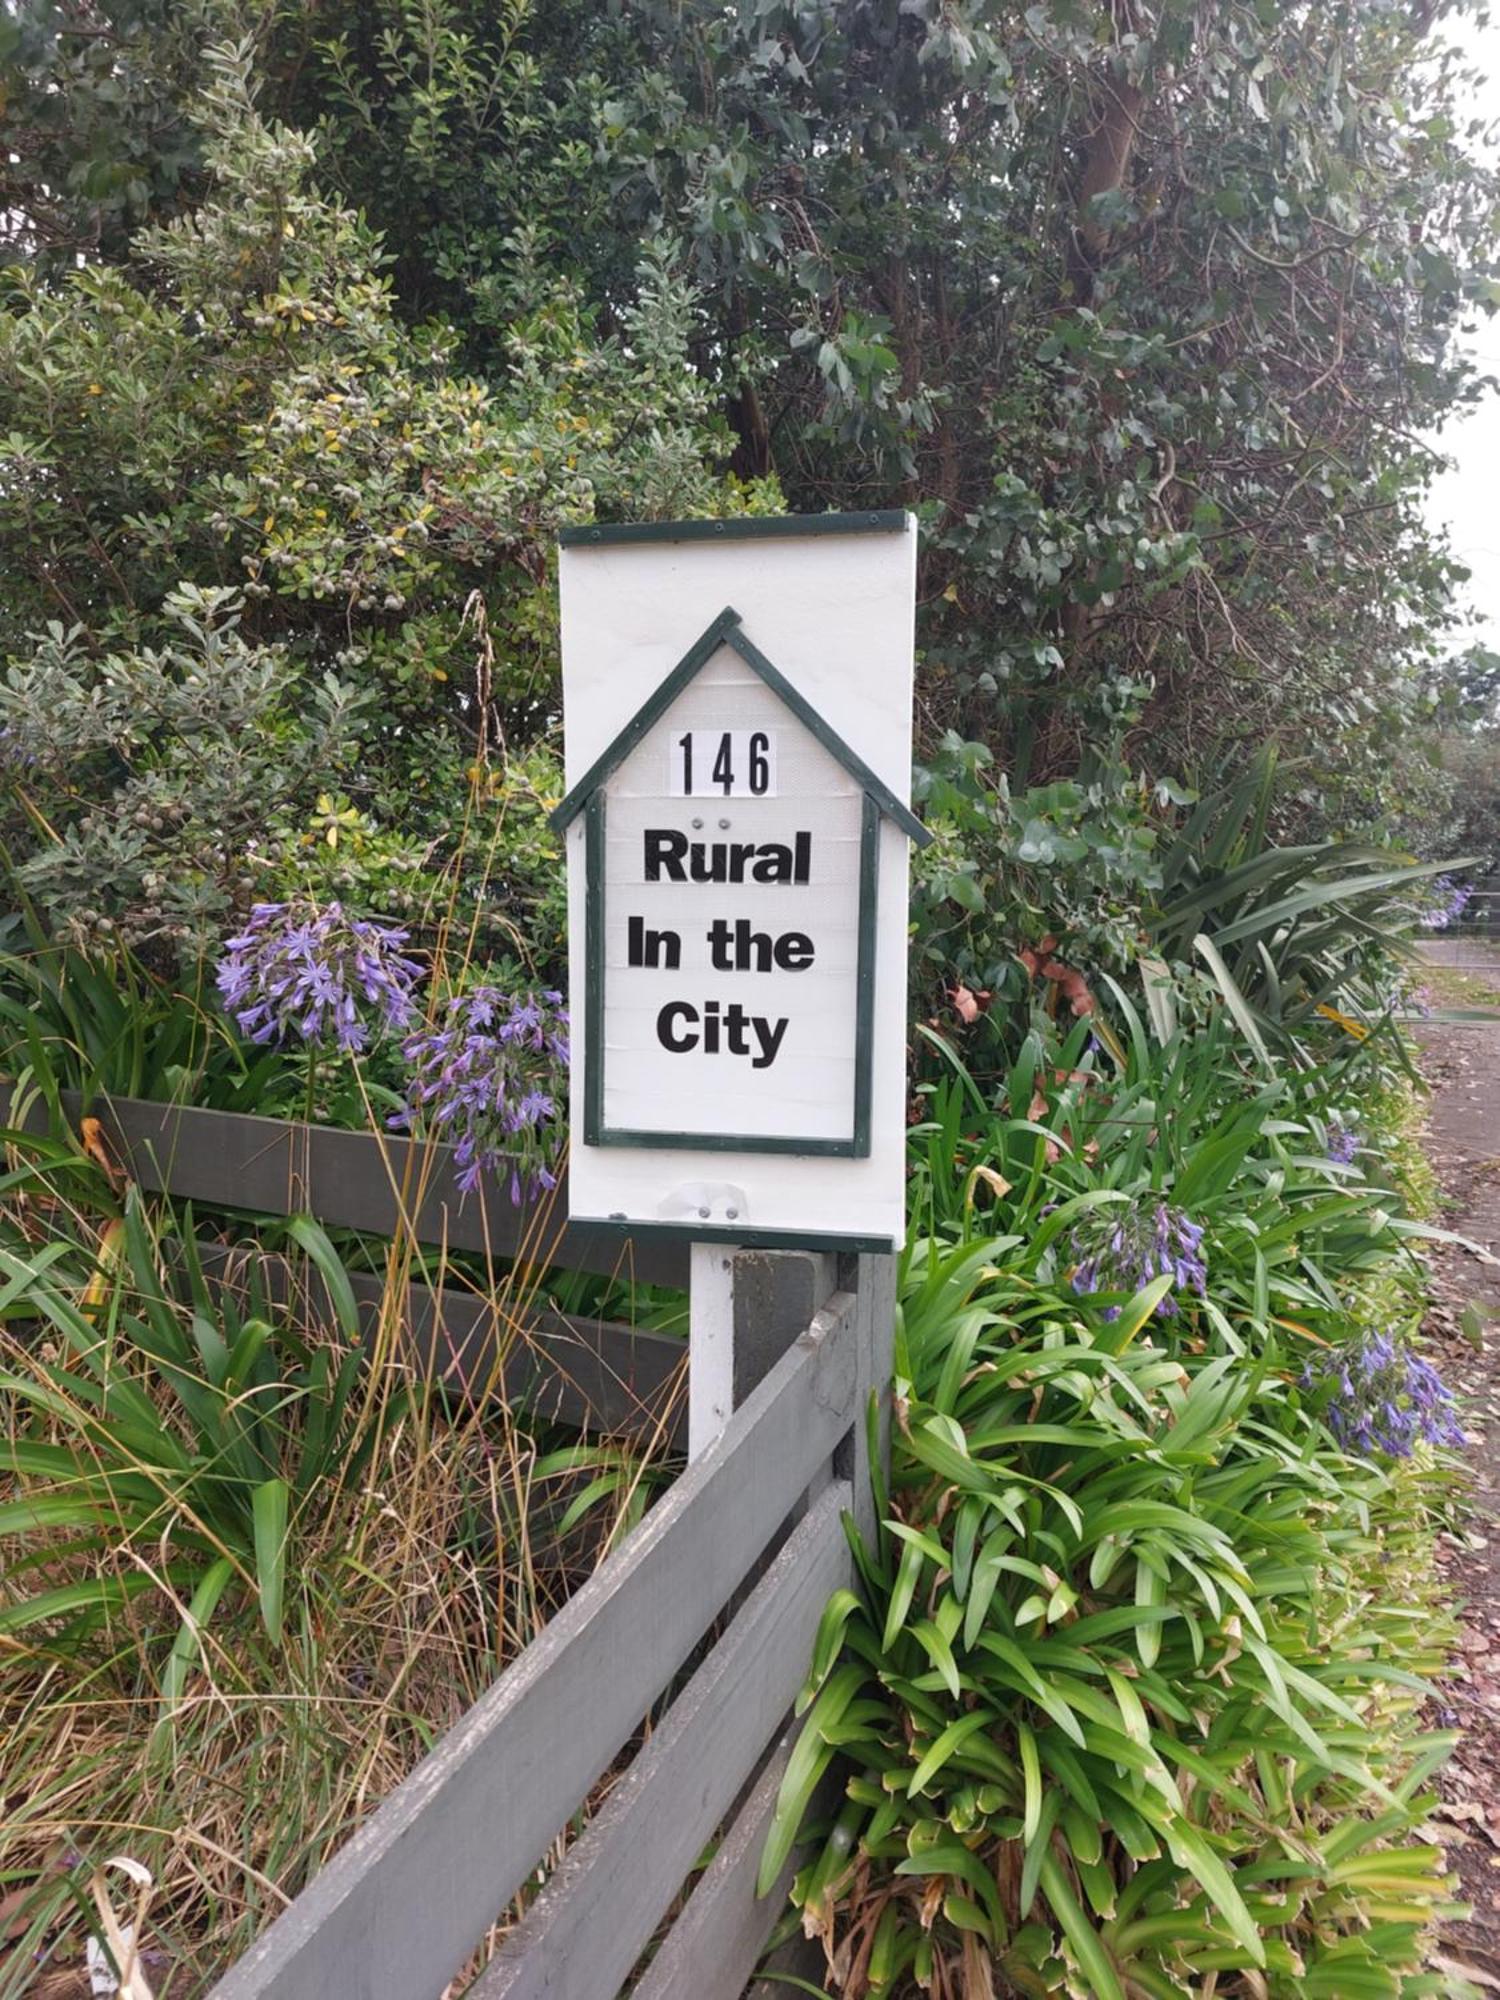 146
Rural
In the
City